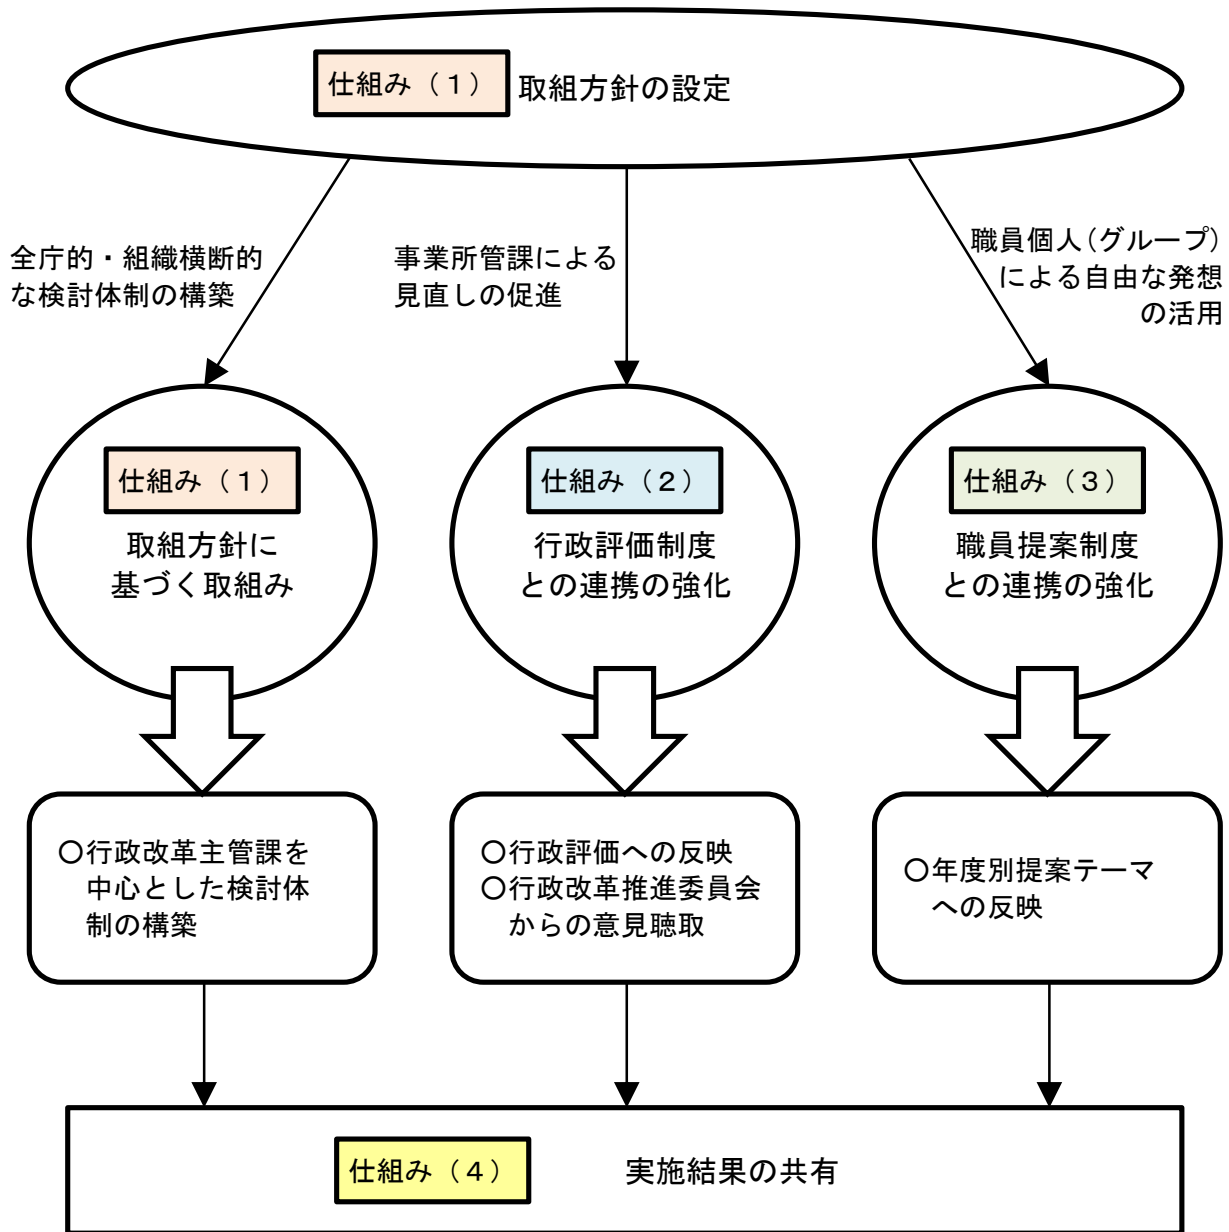 仕組み（１） 取組方針の設定
全庁的・組織横断的
な検討体制の構築
事業所管課による
見直しの促進
職員個人(グループ)
による自由な発想
の活用
仕組み（１）
取組方針に
基づく取組み
仕組み（２）
行政評価制度
との連携の強化
仕組み（３）
職員提案制度
との連携の強化
〇行政改革主管課を
中心とした検討体
制の構築
〇行政評価への反映
〇行政改革推進委員会
からの意見聴取
〇年度別提案テーマ
への反映
仕組み（４） 実施結果の共有